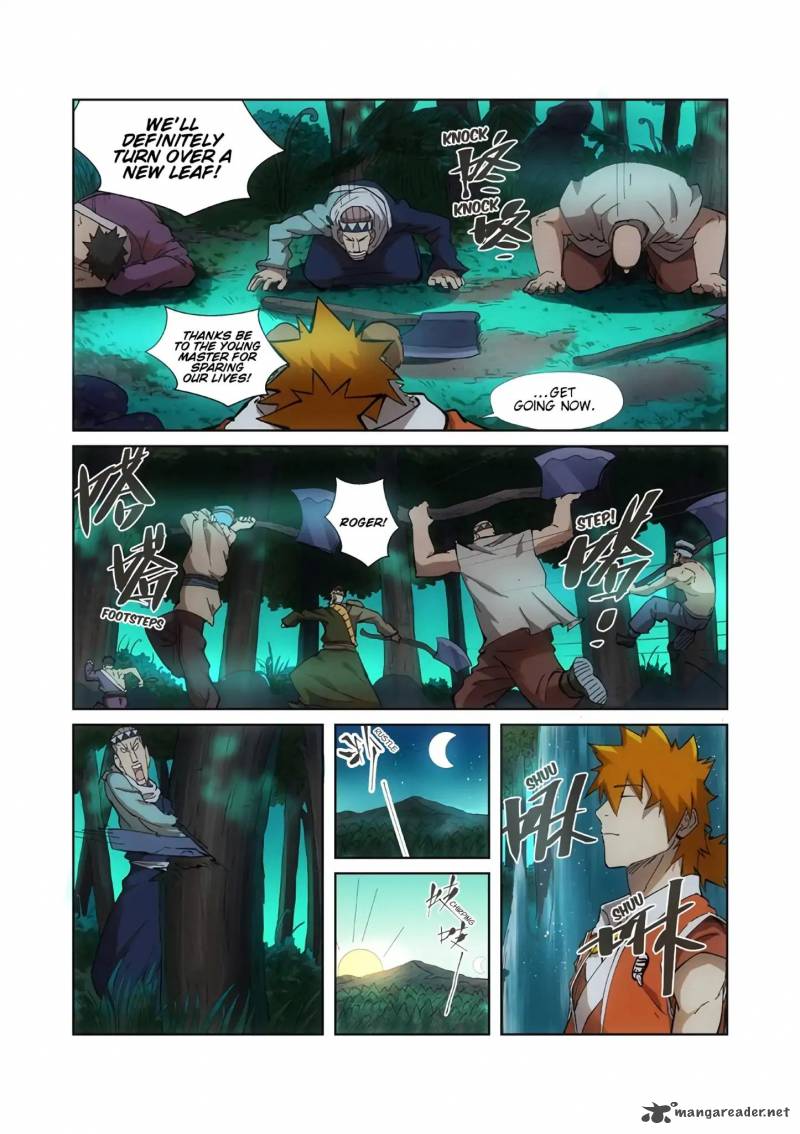 WE'LL
DEFINITELY
TURN OVER A
NEW LEAF!
KNOCK
咚
KNOCK
咚
THANKS BE
TO THE YOUNG
MASTER FOR
SPARING
OUR LIVES!
...GET
GOING NOW.
嗒
嗒
FOOTSTEPS
ROGER!
STEP!
嗒
RUSTLE
SHUU
咻
SHUU
咻
CHIRPING
吱
吱
mangareader.net